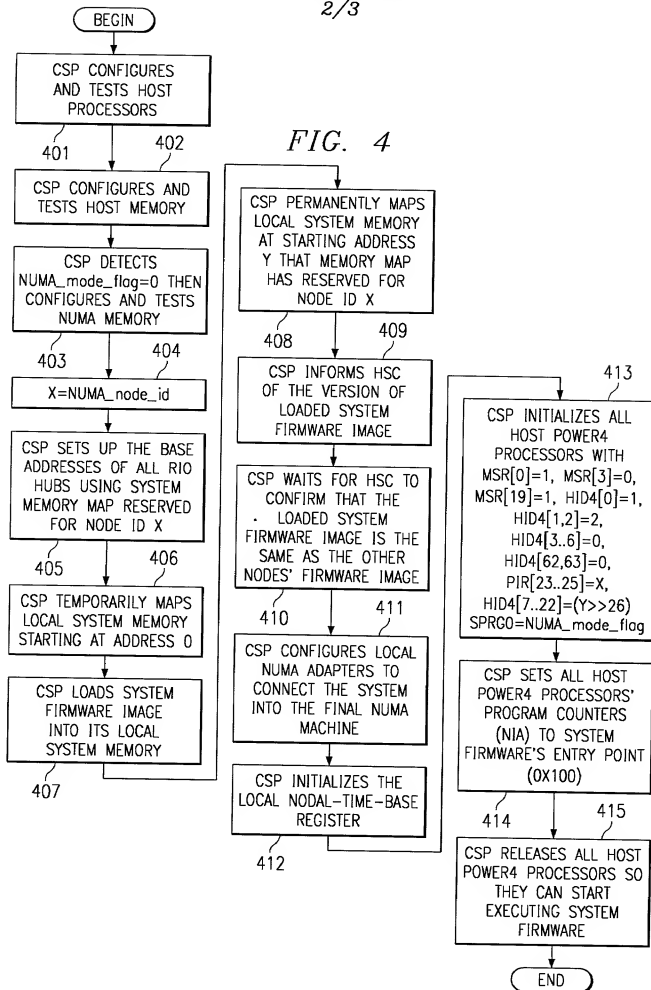 2/3
BEGIN
CSP CONFIGURES
AND TESTS HOST
PROCESSORS
401
402
CSP CONFIGURES AND
TESTS HOST MEMORY
CSP DETECTS
NUMA_mode_flag=0 THEN
CONFIGURES AND TESTS
NUMA MEMORY
403
404
X=NUMA_node_id
CSP SETS UP THE BASE
ADDRESSES OF ALL RIO
HUBS USING SYSTEM
MEMORY MAP RESERVED
FOR NODE ID X
405
406
CSP TEMPORARILY MAPS
LOCAL SYSTEM MEMORY
STARTING AT ADDRESS 0
CSP LOADS SYSTEM
FIRMWARE IMAGE
INTO ITS LOCAL
SYSTEM MEMORY
407
FIG. 4
CSP PERMANENTLY MAPS
LOCAL SYSTEM MEMORY
AT STARTING ADDRESS
Y THAT MEMORY MAP
HAS RESERVED FOR
NODE ID X
408
409
CSP INFORMS HSC
OF THE VERSION OF
LOADED SYSTEM
FIRMWARE IMAGE
CSP WAITS FOR HSC TO
CONFIRM THAT THE
LOADED SYSTEM
FIRMWARE IMAGE IS THE
SAME AS THE OTHER
NODES' FIRMWARE IMAGE
410
411
CSP CONFIGURES LOCAL
NUMA ADAPTERS TO
CONNECT THE SYSTEM
INTO THE FINAL NUMA
MACHINE
CSP INITIALIZES THE
LOCAL NODAL-TIME-BASE
REGISTER
412
413
CSP INITIALIZES ALL
HOST POWER4
PROCESSORS WITH
MSR[0]=1, MSR[3]=0,
MSR[19]=1, HID4[0]=1,
HID4[1,2]=2,
HID4[3..6]=0,
HID4[62,63]=0,
PIR[23..25]=X,
HID4[7..22]=(Y>>26)
SPRG0=NUMA_mode_flag
CSP SETS ALL HOST
POWER4 PROCESSORS'
PROGRAM COUNTERS
(NIA) TO SYSTEM
FIRMWARE'S ENTRY POINT
(0X100)
414
415
CSP RELEASES ALL HOST
POWER4 PROCESSORS SO
THEY CAN START
EXECUTING SYSTEM
FIRMWARE
END